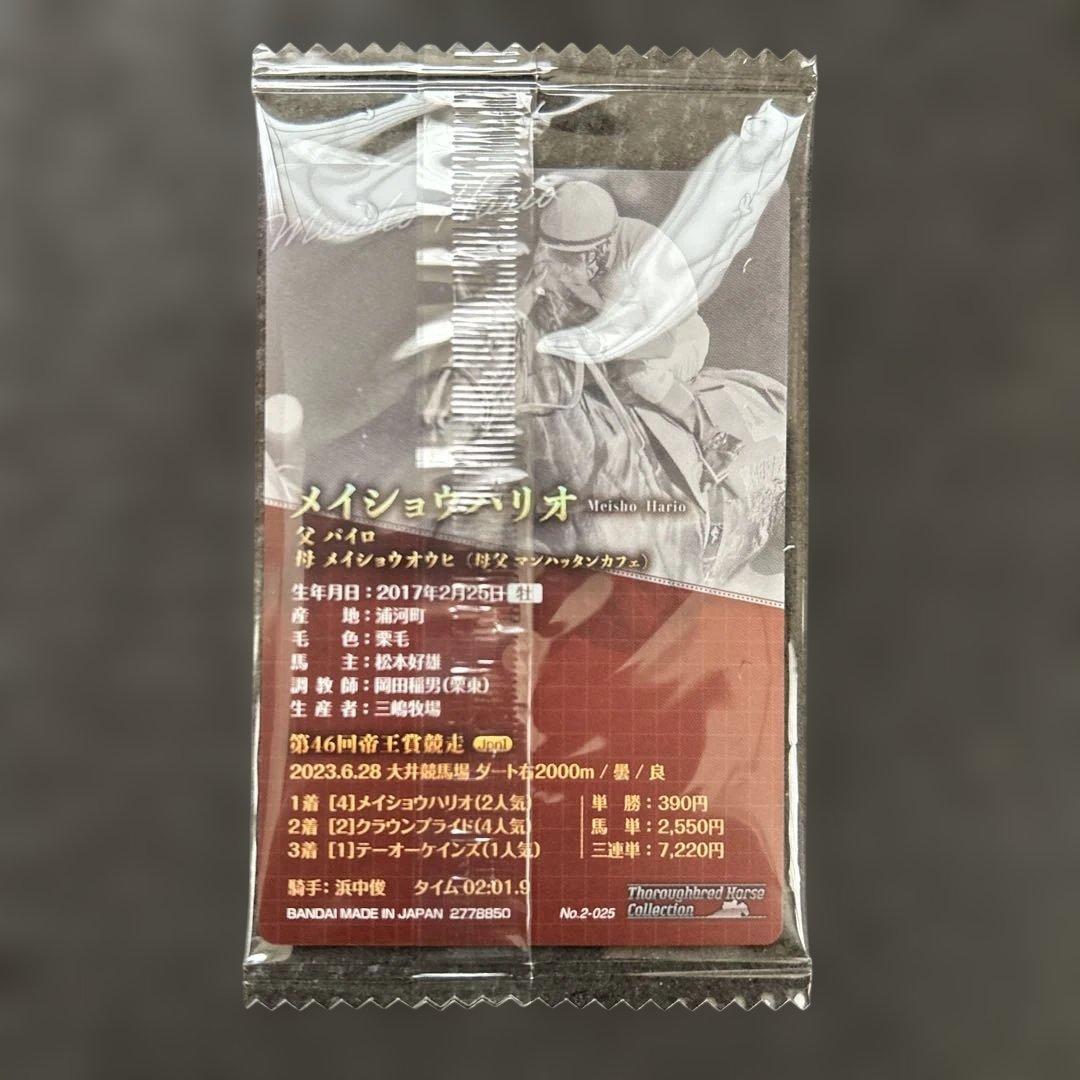 Meisho Hario
メイショウハリオ Meisho Hario
父 パイロ
母 メイショウオウヒ (母父 マンハッタンカフェ)
生年月日：2017年2月25日 牡
産地：浦河町
毛色：栗毛
馬主：松本好雄
調教師：岡田稲男(栗東)
生産者：三嶋牧場
第46回帝王賞競走 JpnI
2023.6.28 大井競馬場 ダート右2000m / 曇 / 良
1着 [4]メイショウハリオ(2人気) 単勝：390円
2着 [2]クラウンプライド(4人気) 馬単：2,550円
3着 [1]テーオーケインズ(1人気) 三連単：7,220円
騎手：浜中俊 タイム 02:01.9
BANDAI MADE IN JAPAN 2778850 No.2-025 Thoroughbred Horse
Collection